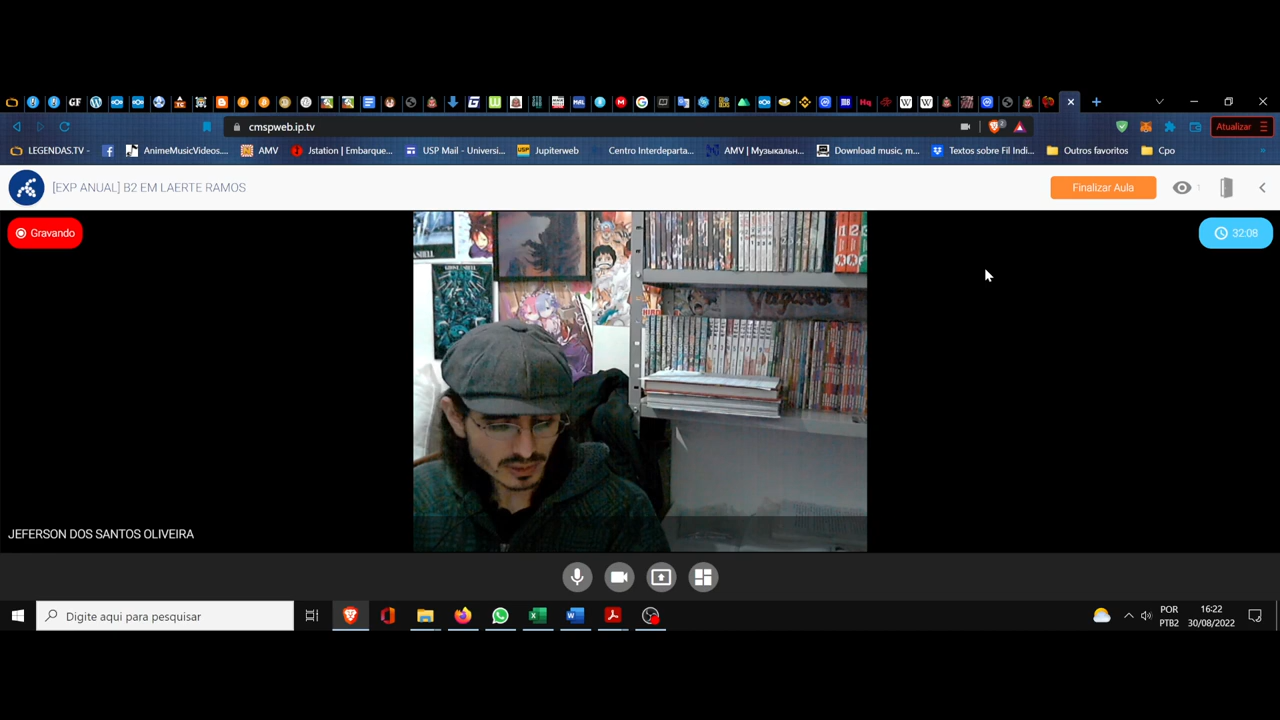 cmspweb.ip.tv
Atualizar
LEGENDAS.TV -
AnimeMusicVideos....
AMV
Jstation | Embarque...
USP Mail - Universi...
USP
Jupiterweb
Centro Interdeparta...
AMV | Музыкальн...
Download music, m...
Textos sobre Fil Indi...
Outros favoritos
Cpo
[EXP ANUAL] B2 EM LAERTE RAMOS
Finalizar Aula
1
Gravando
32:08
JEFERSON DOS SANTOS OLIVEIRA
Digite aqui para pesquisar
POR
PTB2
16:22
30/08/2022